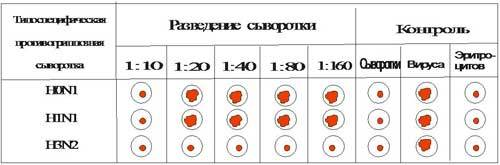 Типоспецифическая противогриппозная сыворотка
Разведение сыворотки
Контроль
1:10 1:20 1:40 1:80 1:160 Сыворотки Вируса Эритро-
цитов
H0N1
H1N1
H3N2